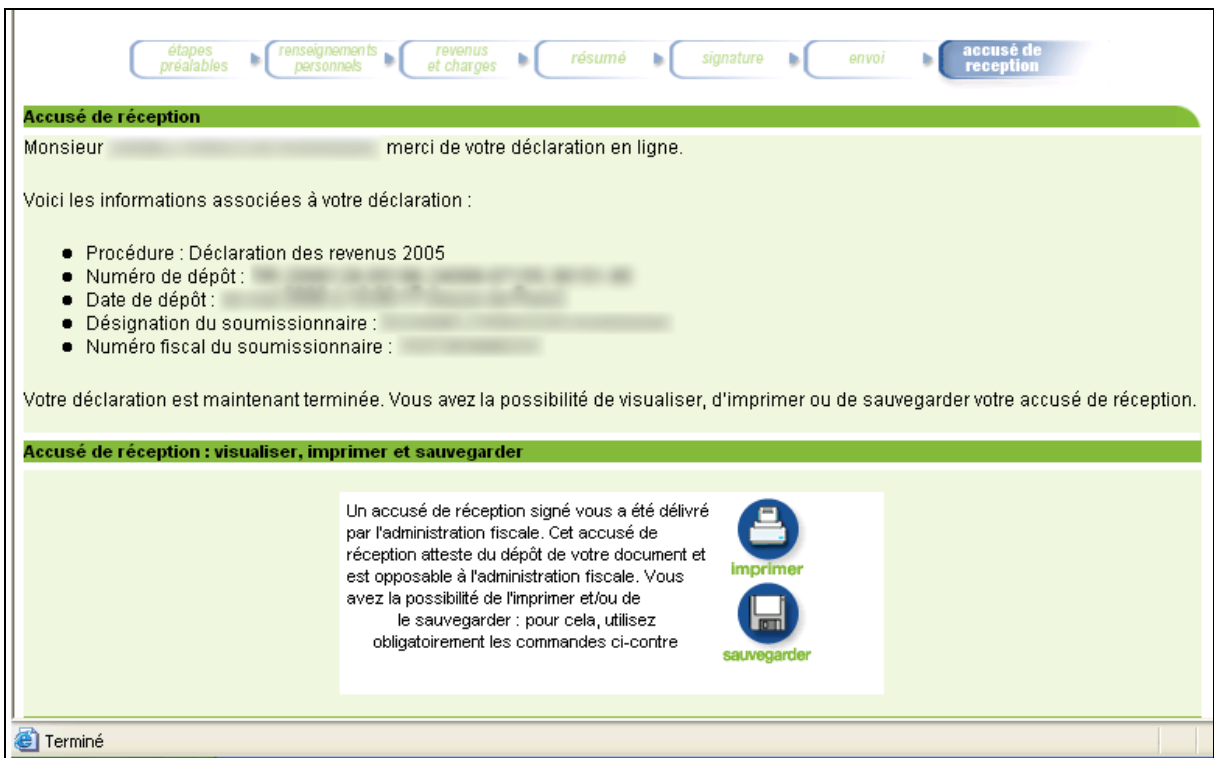 étapes préalables
renseignements personnels
revenus et charges
résumé
signature
envoi
accusé de reception
Accusé de réception
Monsieur merci de votre déclaration en ligne.
Voici les informations associées à votre déclaration :
Procédure : Déclaration des revenus 2005
Numéro de dépôt :
Date de dépôt :
Désignation du soumissionnaire :
Numéro fiscal du soumissionnaire :
Votre déclaration est maintenant terminée. Vous avez la possibilité de visualiser, d'imprimer ou de sauvegarder votre accusé de réception.
Accusé de réception : visualiser, imprimer et sauvegarder
Un accusé de réception signé vous a été délivré
par l'administration fiscale. Cet accusé de
réception atteste du dépôt de votre document et
est opposable à l'administration fiscale. Vous
avez la possibilité de l'imprimer et/ou de
le sauvegarder : pour cela, utilisez
obligatoirement les commandes ci-contre
imprimer
sauvegarder
Terminé